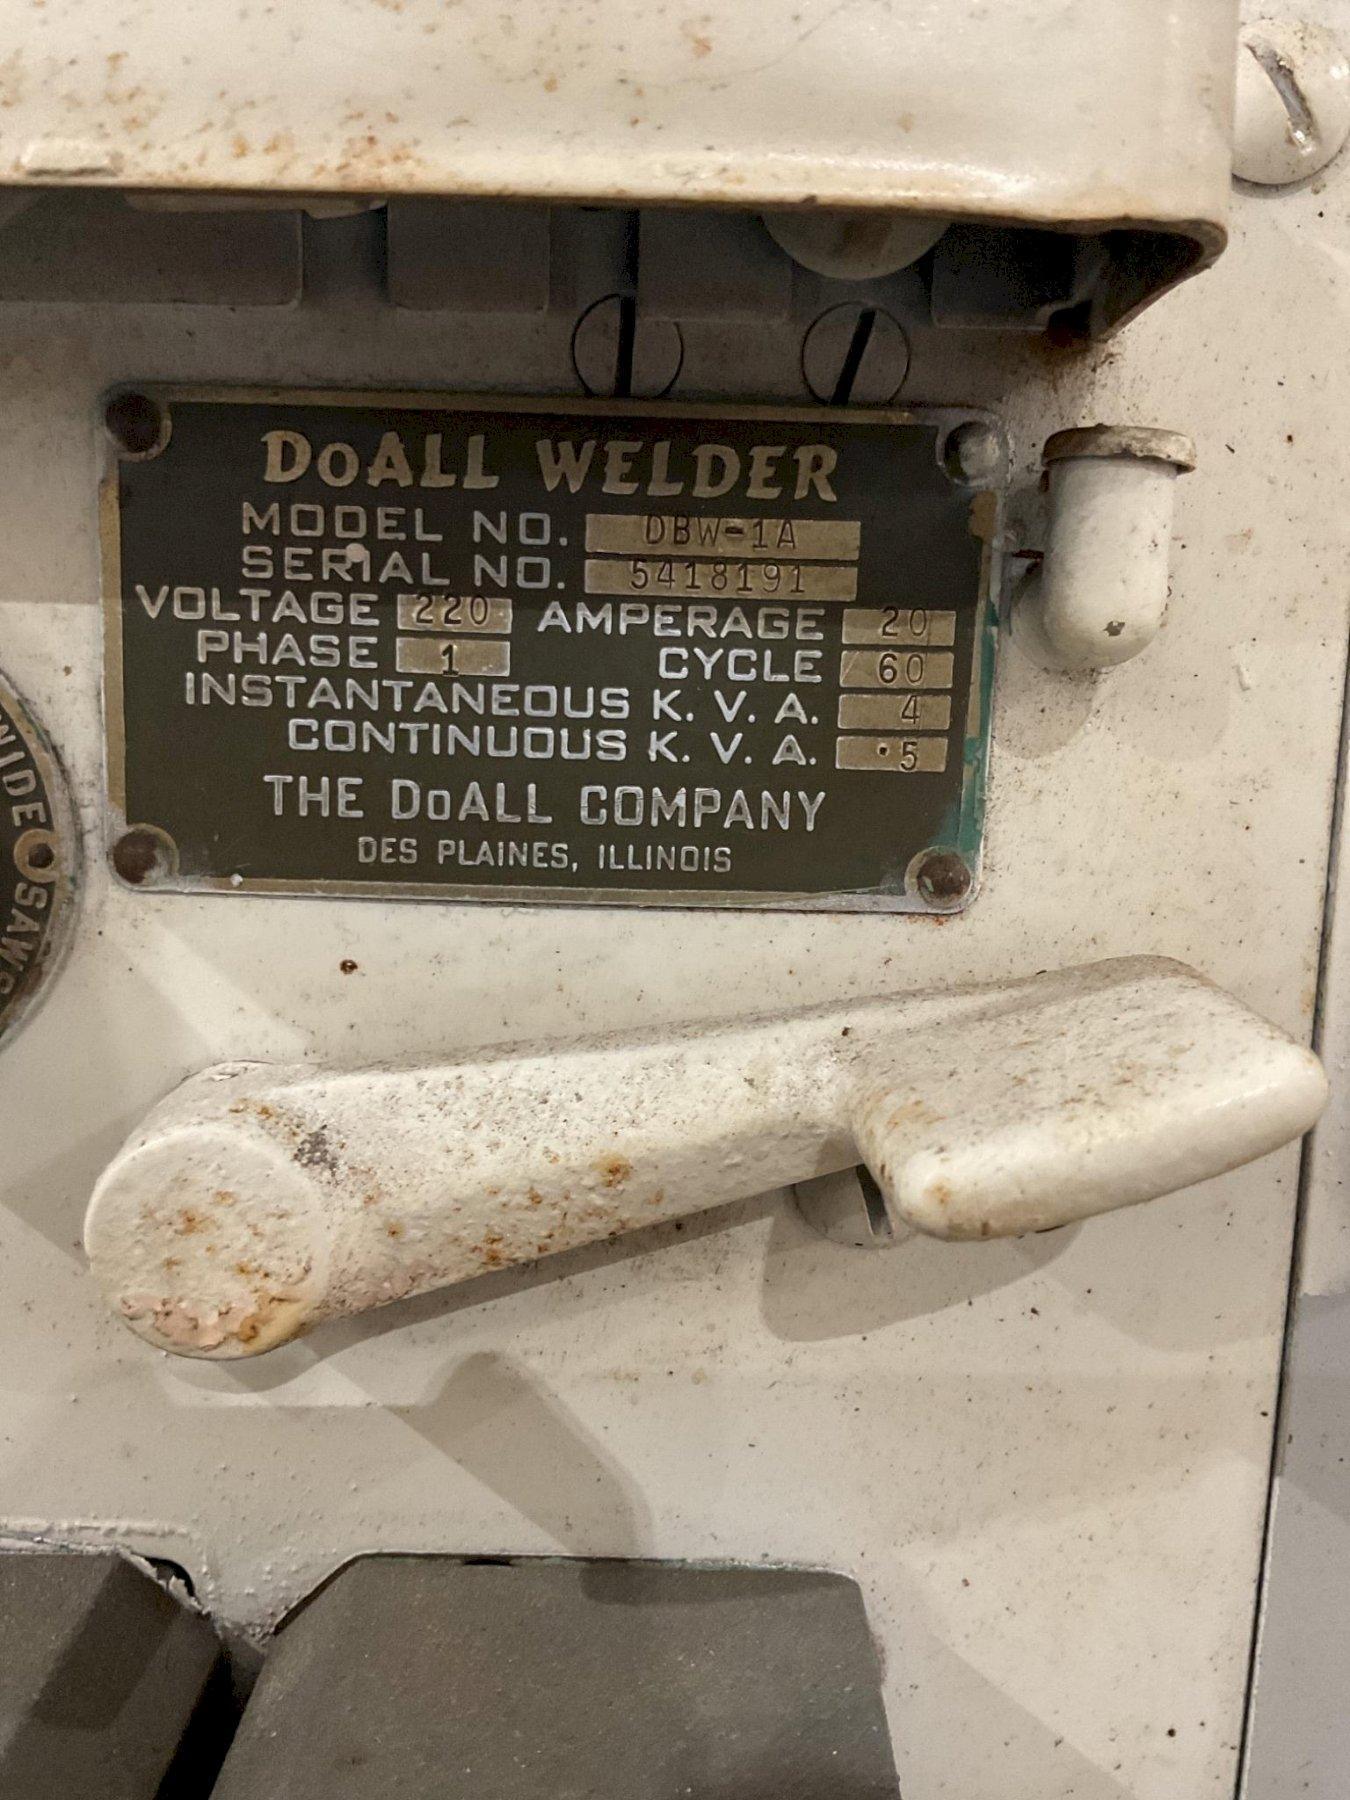 DoALL WELDER
MODEL NO. DBW-1A
SERIAL NO. 5418191
VOLTAGE 220 AMPERAGE 20
PHASE 1 CYCLE 60
INSTANTANEOUS K. V. A. 4
CONTINUOUS K. V. A. .5
THE DoALL COMPANY
DES PLAINES, ILLINOIS
SAWS